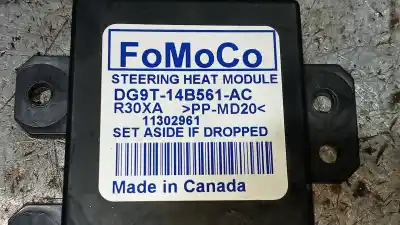 FoMoCo
STEERING HEAT MODULE
DG9T-14B561-AC
R30XA >PP-MD20<
11302961
SET ASIDE IF DROPPED
Made in Canada